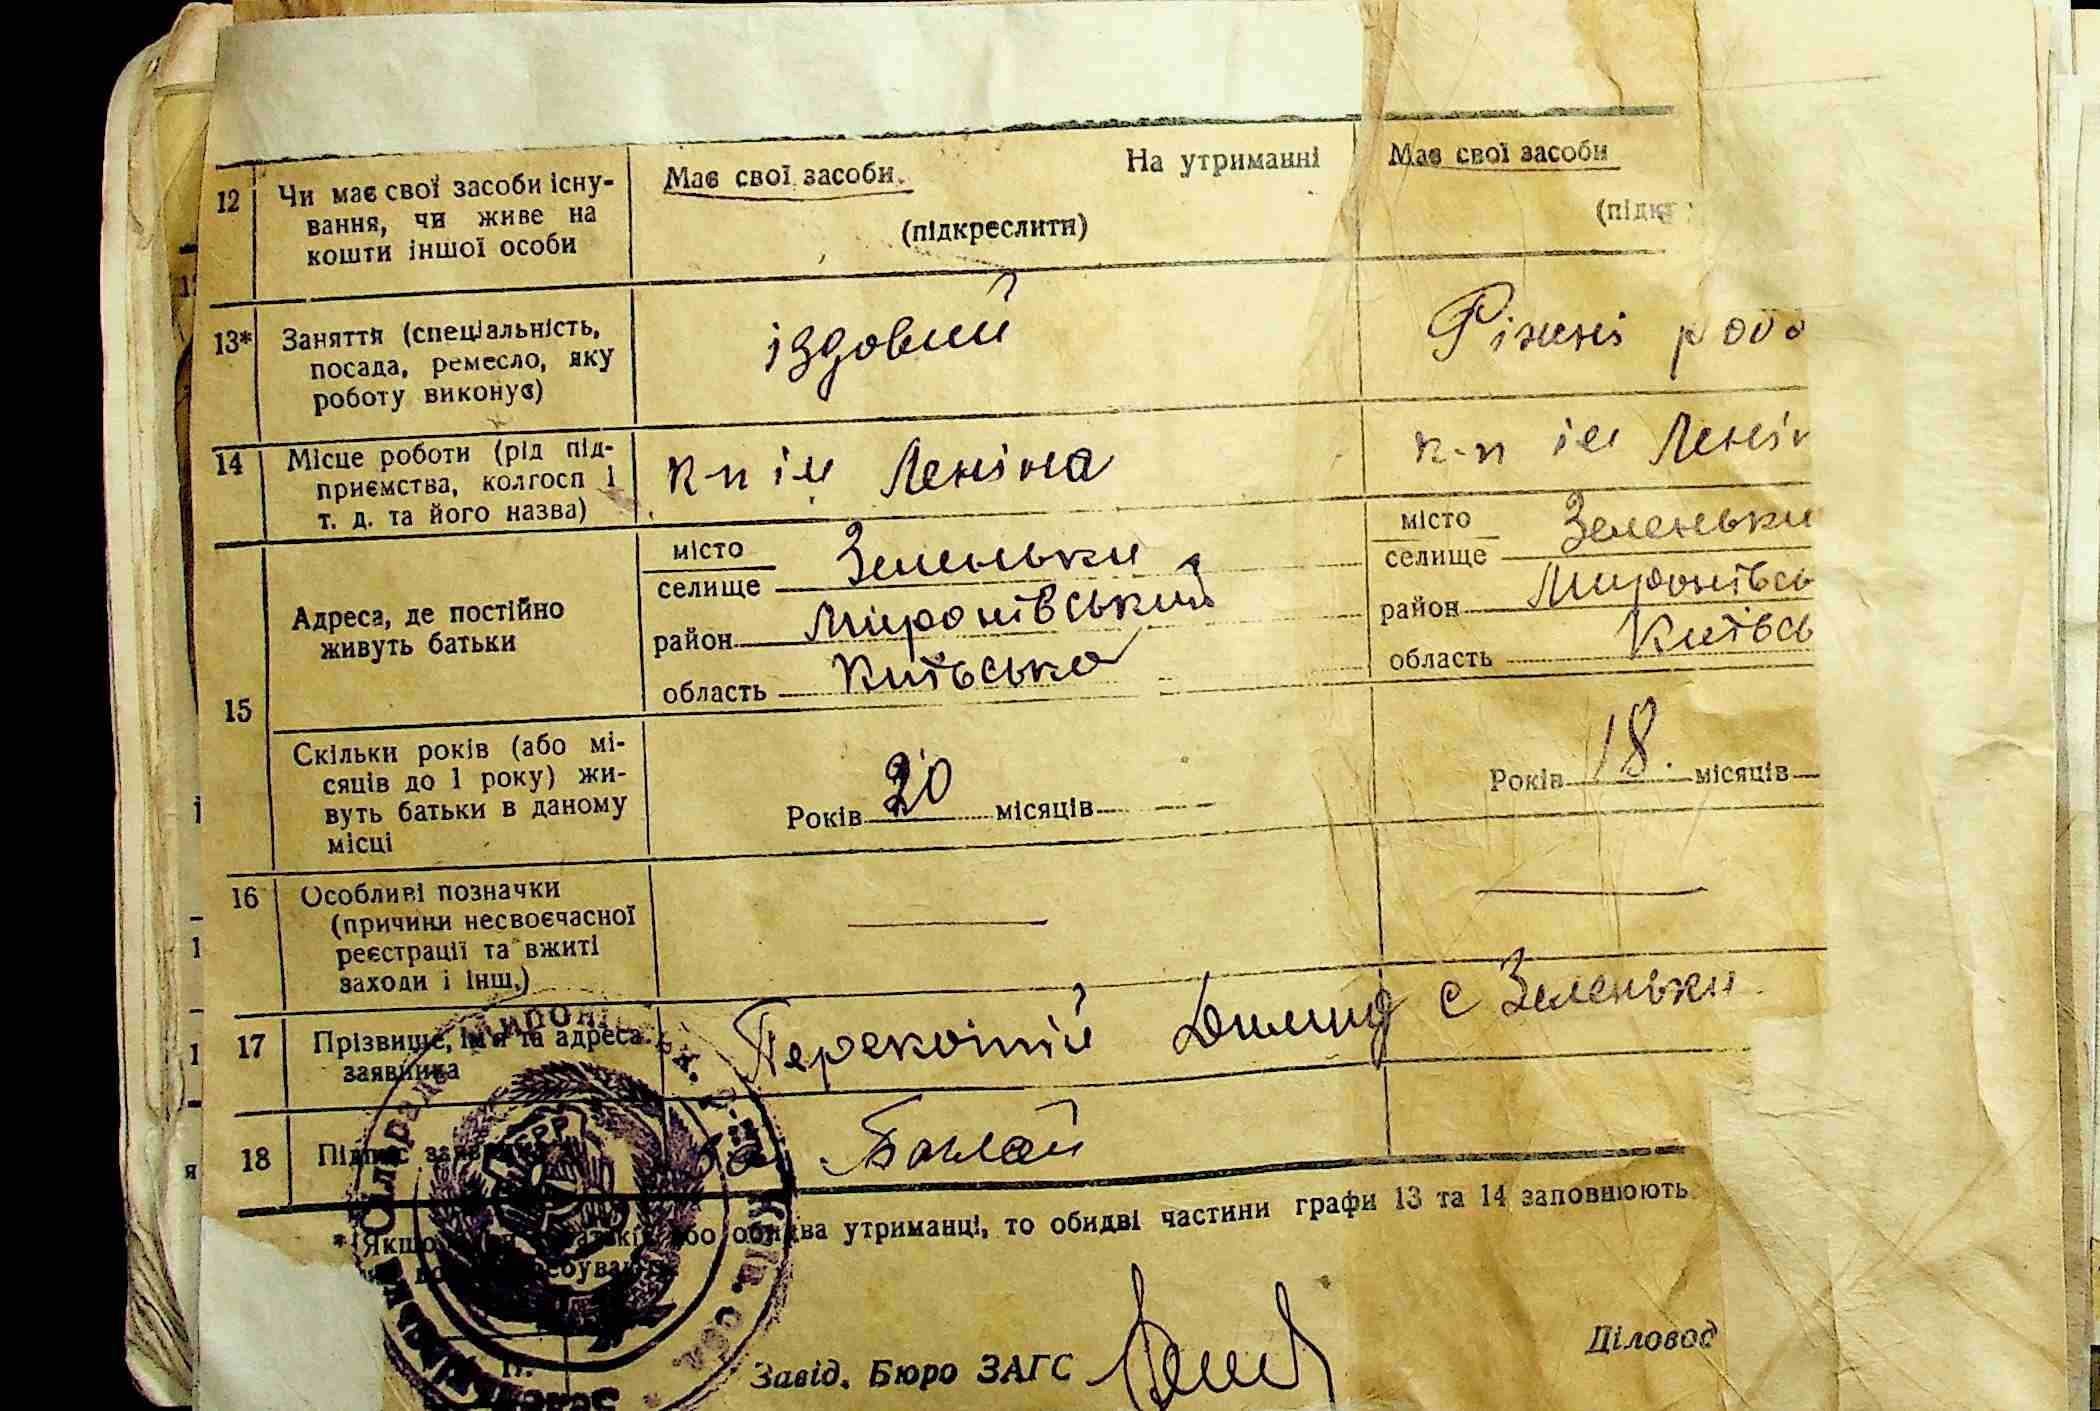 12 Чи має свої засоби існу- Має свої засоби На утриманні Має свої засоби
вання, чи живе на (підкреслити)
кошти іншої особи
13* Заняття (спеціальність, їздовий Ріжні роб
посада, ремесло, яку
роботу виконує)
14 Місце роботи (рід під- к-п ім Леніна к-п ім Лені
приємства, колгосп і
т. д. та його назва)
15 Адреса, де постійно
живуть батьки
місто Зеленьки місто Зеленьки
селище селище
район Миронівський район Миронівсь
область Київська область Київсь
Скільки років (або мі-
сяців до 1 року) жи-
вуть батьки в даному
місці
Років 20 місяців Років 18. місяців
16 Особливі позначки
(причини несвоєчасної
реєстрації та вжиті
заходи і інш.)
17 Прізвище, ім'я та адреса
заявника
с Зеленьки
18 Підпис
* Якщо або обидва утриманці, то обидві частини графи 13 та 14 заповнюють
Завід. Бюро ЗАГС Діловод